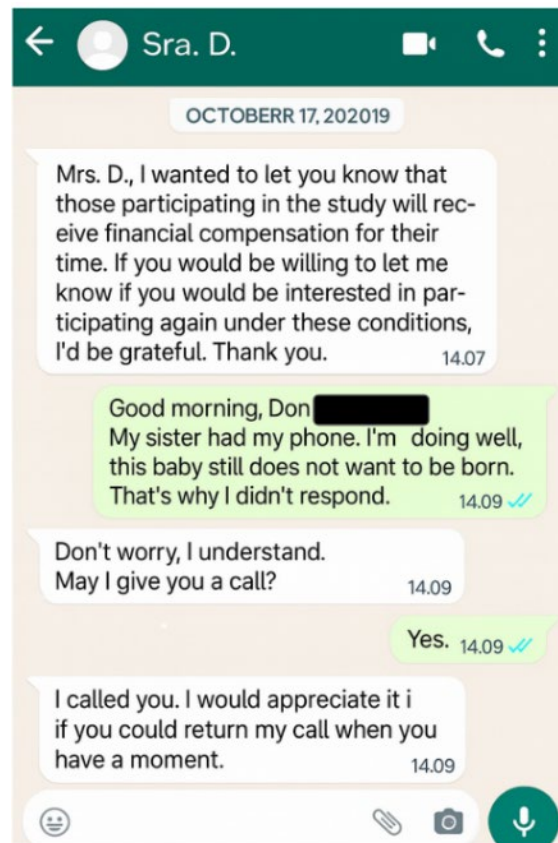 Sra. D.
OCTOBERR 17, 202019
Mrs. D., I wanted to let you know that
those participating in the study will rec-
eive financial compensation for their
time. If you would be willing to let me
know if you would be interested in par-
ticipating again under these conditions,
I'd be grateful. Thank you. 14.07
Good morning, Don
My sister had my phone. I'm doing well,
this baby still does not want to be born.
That's why I didn't respond. 14.09
Don't worry, I understand.
May I give you a call? 14.09
Yes. 14.09
I called you. I would appreciate it i
if you could return my call when you
have a moment. 14.09